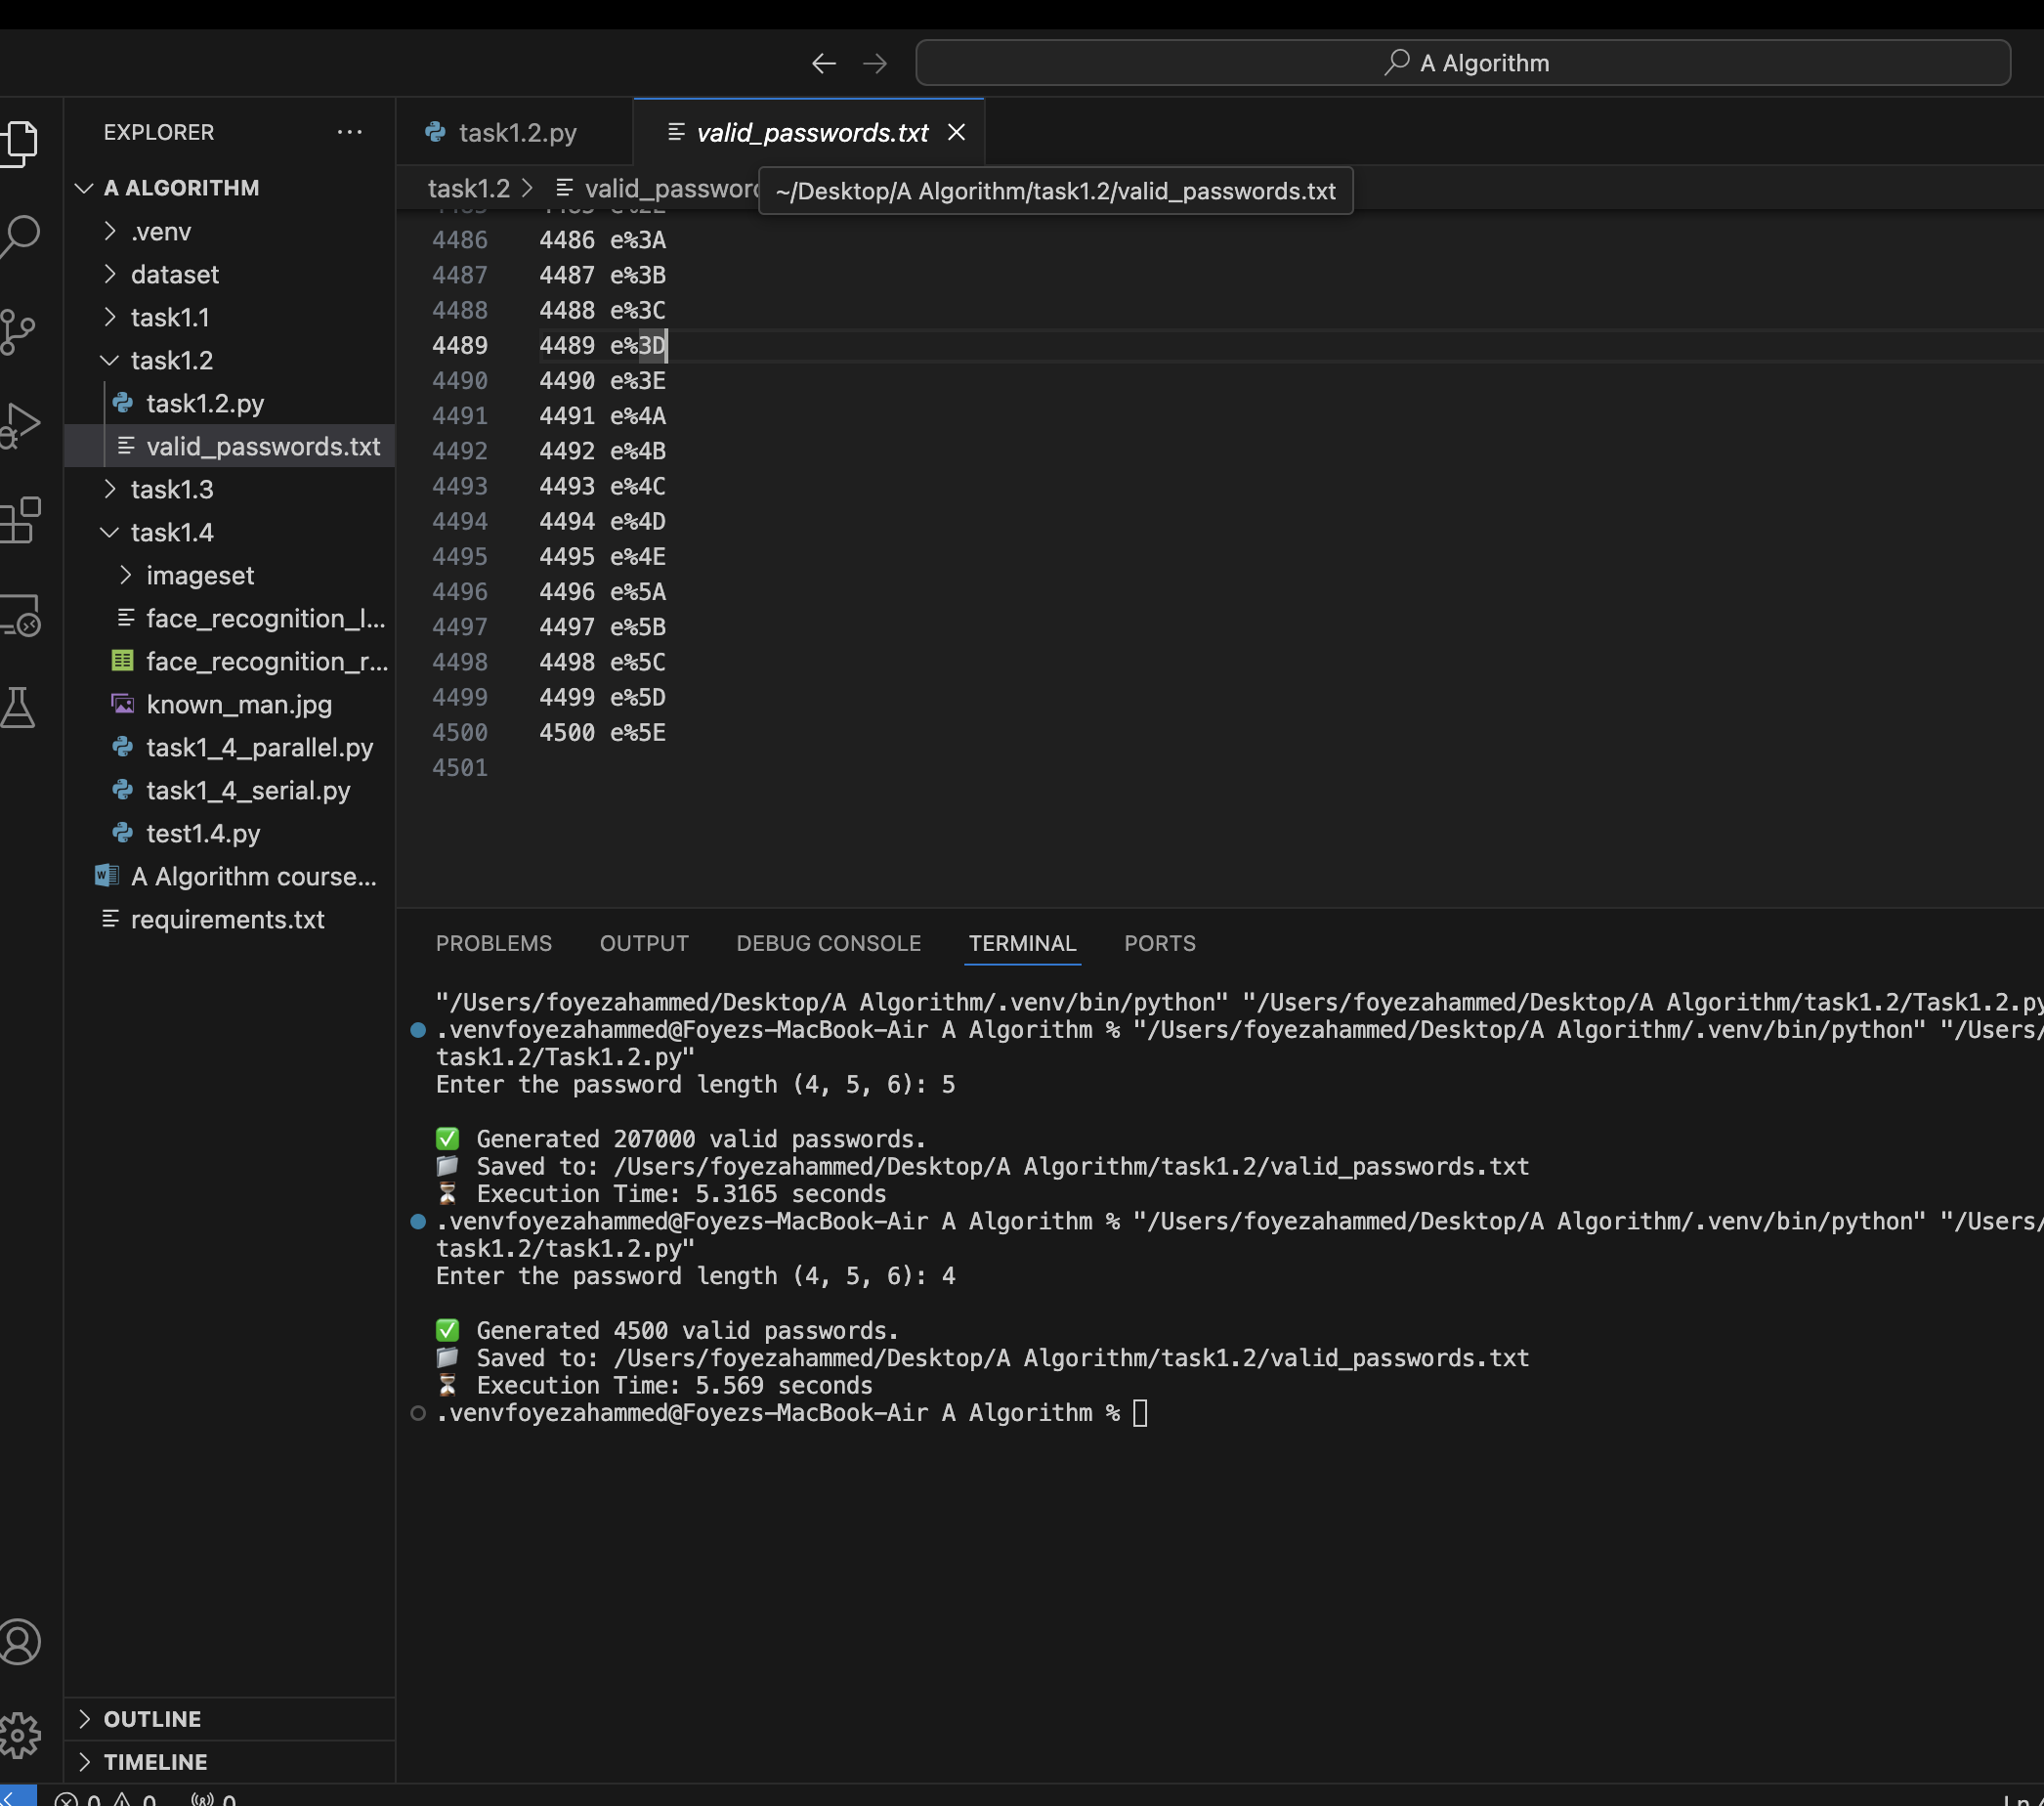 A Algorithm
EXPLORER
task1.2.py
valid_passwords.txt
A ALGORITHM
.venv
dataset
task1.1
task1.2
task1.2.py
valid_passwords.txt
task1.3
task1.4
imageset
face_recognition_l...
face_recognition_r...
known_man.jpg
task1_4_parallel.py
task1_4_serial.py
test1.4.py
A Algorithm course...
requirements.txt
OUTLINE
TIMELINE
task1.2 > valid_password
~/Desktop/A Algorithm/task1.2/valid_passwords.txt
4486 4486 e%3A
4487 4487 e%3B
4488 4488 e%3C
4489 4489 e%3D
4490 4490 e%3E
4491 4491 e%4A
4492 4492 e%4B
4493 4493 e%4C
4494 4494 e%4D
4495 4495 e%4E
4496 4496 e%5A
4497 4497 e%5B
4498 4498 e%5C
4499 4499 e%5D
4500 4500 e%5E
4501
PROBLEMS OUTPUT DEBUG CONSOLE TERMINAL PORTS
"/Users/foyezahammed/Desktop/A Algorithm/.venv/bin/python" "/Users/foyezahammed/Desktop/A Algorithm/task1.2/Task1.2.py
.venvfoyezahammed@Foyezs-MacBook-Air A Algorithm % "/Users/foyezahammed/Desktop/A Algorithm/.venv/bin/python" "/Users/
task1.2/Task1.2.py"
Enter the password length (4, 5, 6): 5
✅ Generated 207000 valid passwords.
📁 Saved to: /Users/foyezahammed/Desktop/A Algorithm/task1.2/valid_passwords.txt
⏳ Execution Time: 5.3165 seconds
.venvfoyezahammed@Foyezs-MacBook-Air A Algorithm % "/Users/foyezahammed/Desktop/A Algorithm/.venv/bin/python" "/Users/
task1.2/task1.2.py"
Enter the password length (4, 5, 6): 4
✅ Generated 4500 valid passwords.
📁 Saved to: /Users/foyezahammed/Desktop/A Algorithm/task1.2/valid_passwords.txt
⏳ Execution Time: 5.569 seconds
.venvfoyezahammed@Foyezs-MacBook-Air A Algorithm %
0 0 0